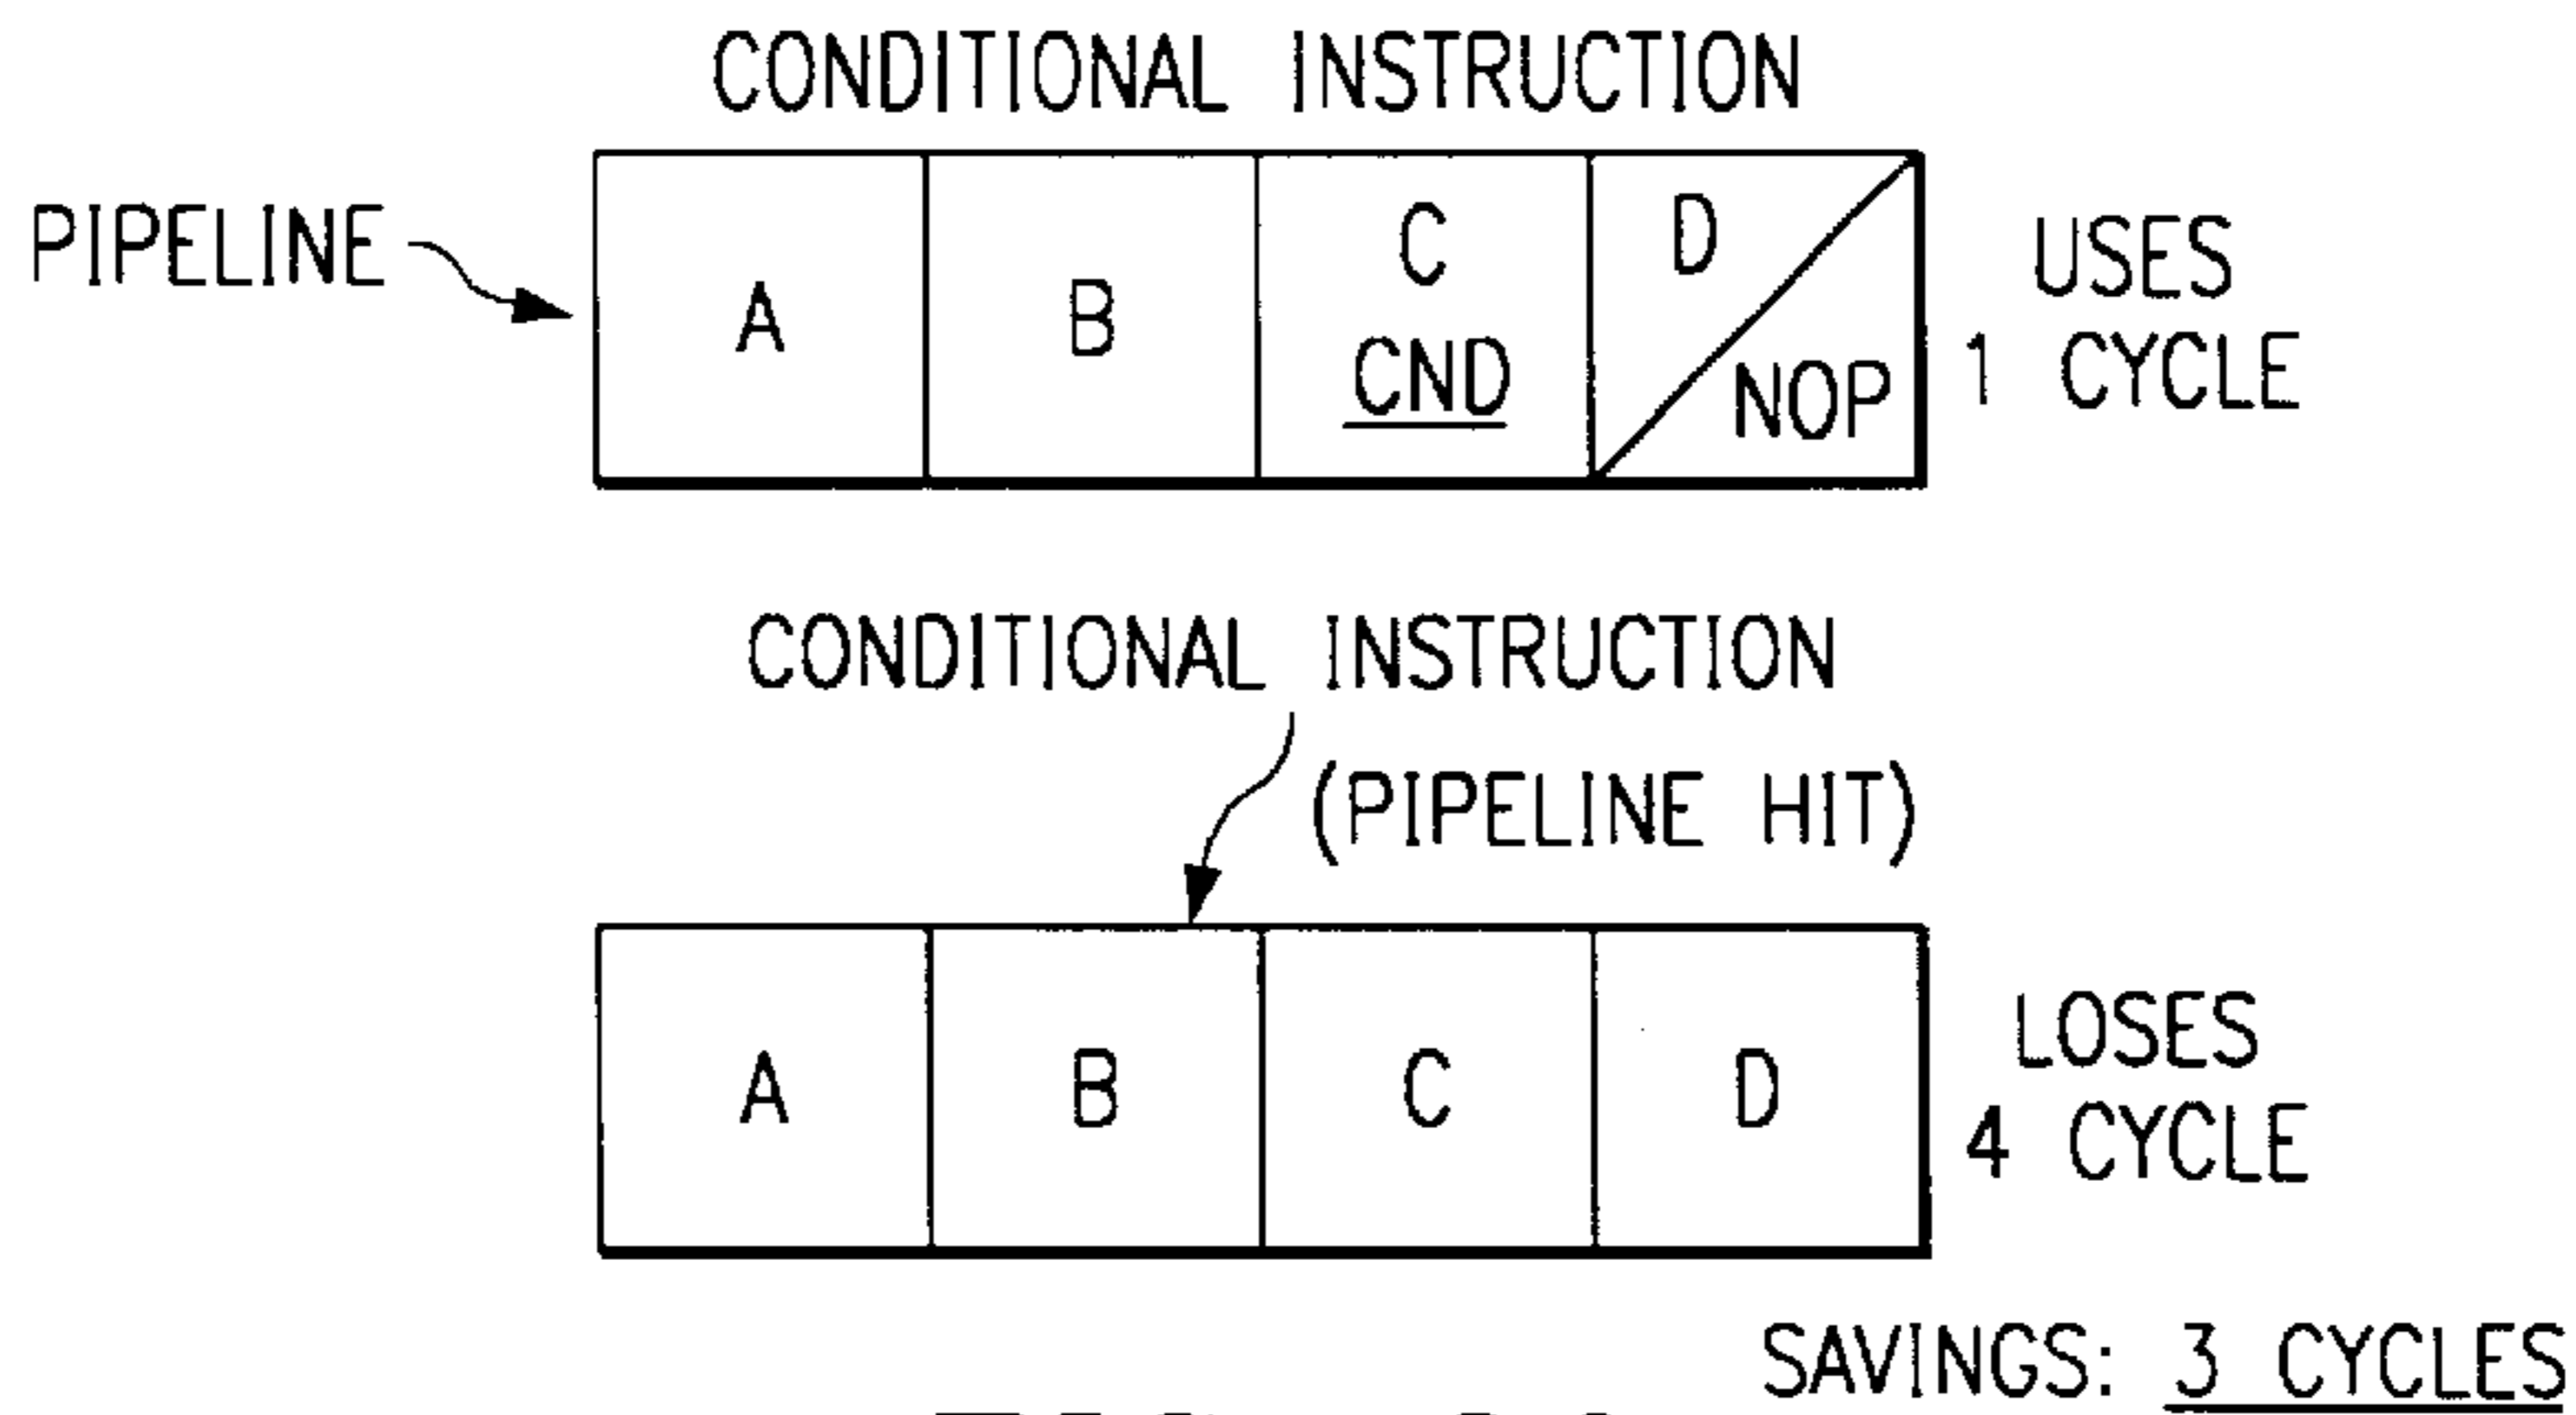 CONDITIONAL INSTRUCTION
PIPELINE
A
B
C
CND
D
NOP
USES
1 CYCLE
CONDITIONAL INSTRUCTION
(PIPELINE HIT)
A
B
C
D
LOSES
4 CYCLE
SAVINGS: 3 CYCLES